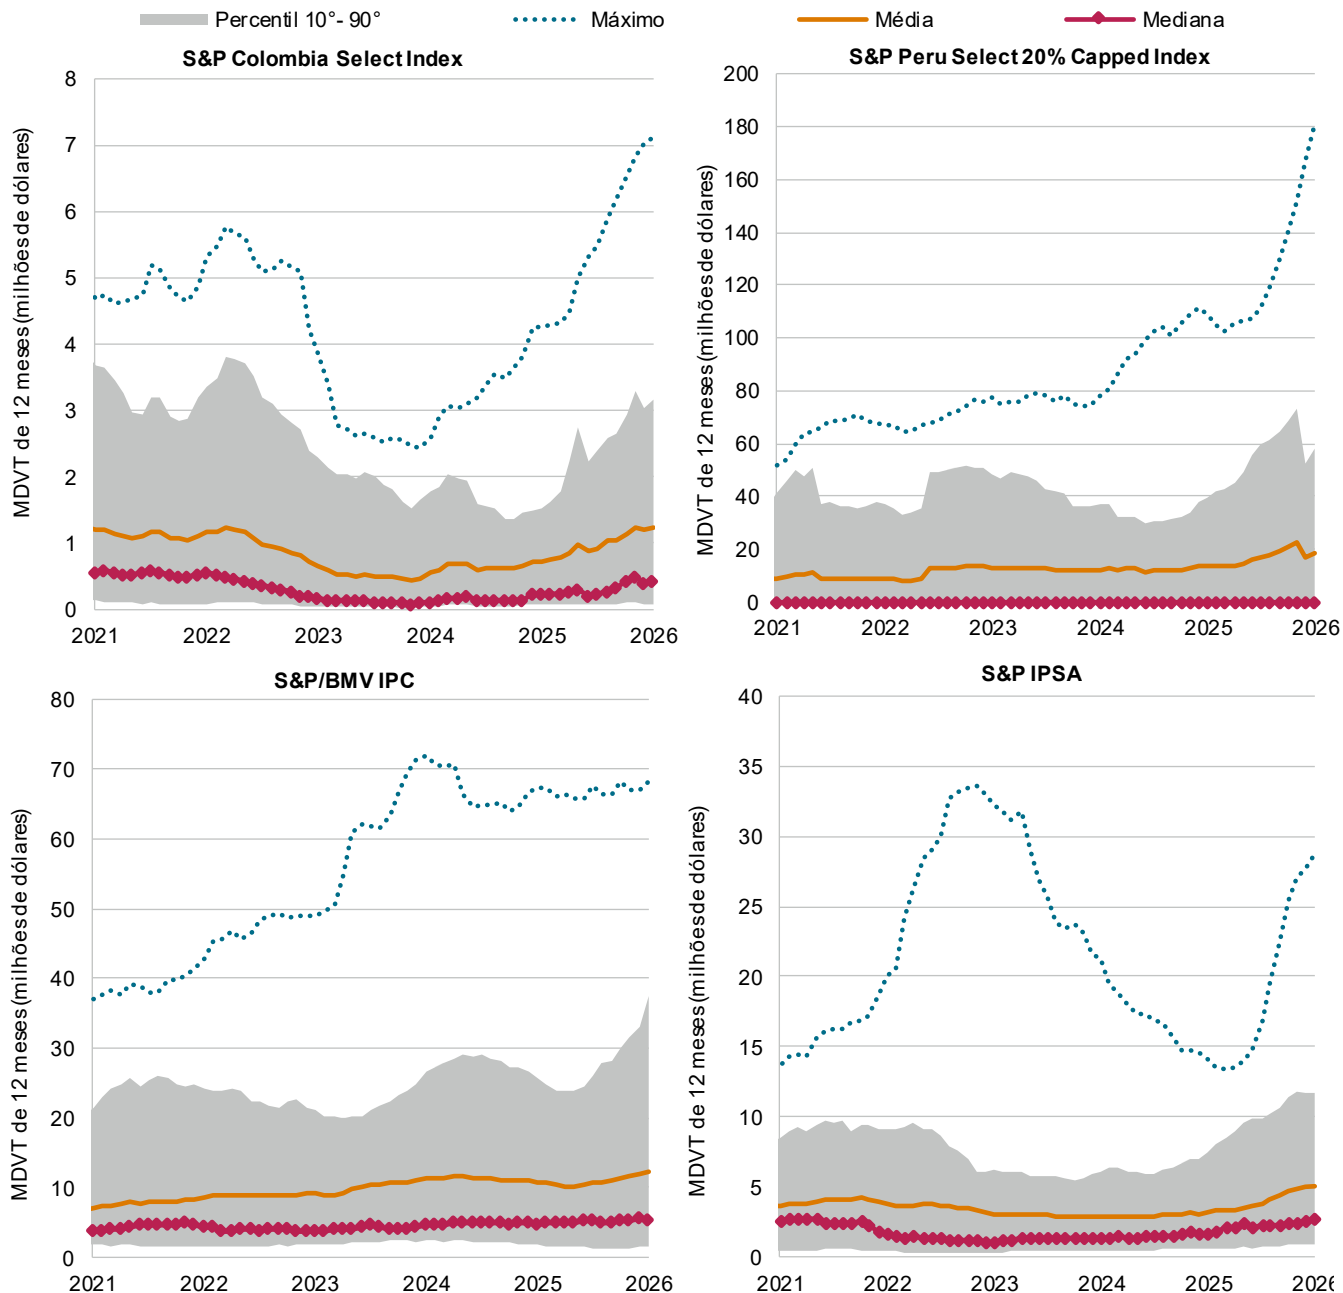 Percentil 10°- 90° Máximo Média Mediana
S&P Colombia Select Index
MDVT de 12 meses (milhões de dólares)
8
7
6
5
4
3
2
1
0
2021 2022 2023 2024 2025 2026
S&P Peru Select 20% Capped Index
MDVT de 12 meses (milhões de dólares)
200
180
160
140
120
100
80
60
40
20
0
2021 2022 2023 2024 2025 2026
S&P/BMV IPC
MDVT de 12 meses (milhões de dólares)
80
70
60
50
40
30
20
10
0
2021 2022 2023 2024 2025 2026
S&P IPSA
MDVT de 12 meses (milhões de dólares)
40
35
30
25
20
15
10
5
0
2021 2022 2023 2024 2025 2026